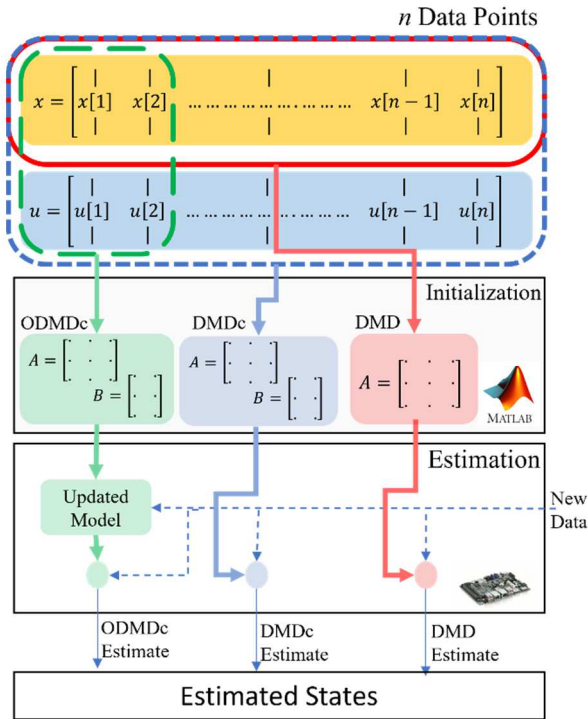 n Data Points
x = [ x[1] x[2] ... ... ... ... ... . ... ... ... x[n − 1] x[n] ]
u = [ u[1] u[2] ... ... ... ... ... . ... ... ... u[n − 1] u[n] ]
Initialization
ODMDc DMDc DMD
A = A = A =
B = B =
MATLAB
Estimation
Updated
Model
New
Data
ODMDc
Estimate
DMDc
Estimate
DMD
Estimate
Estimated States